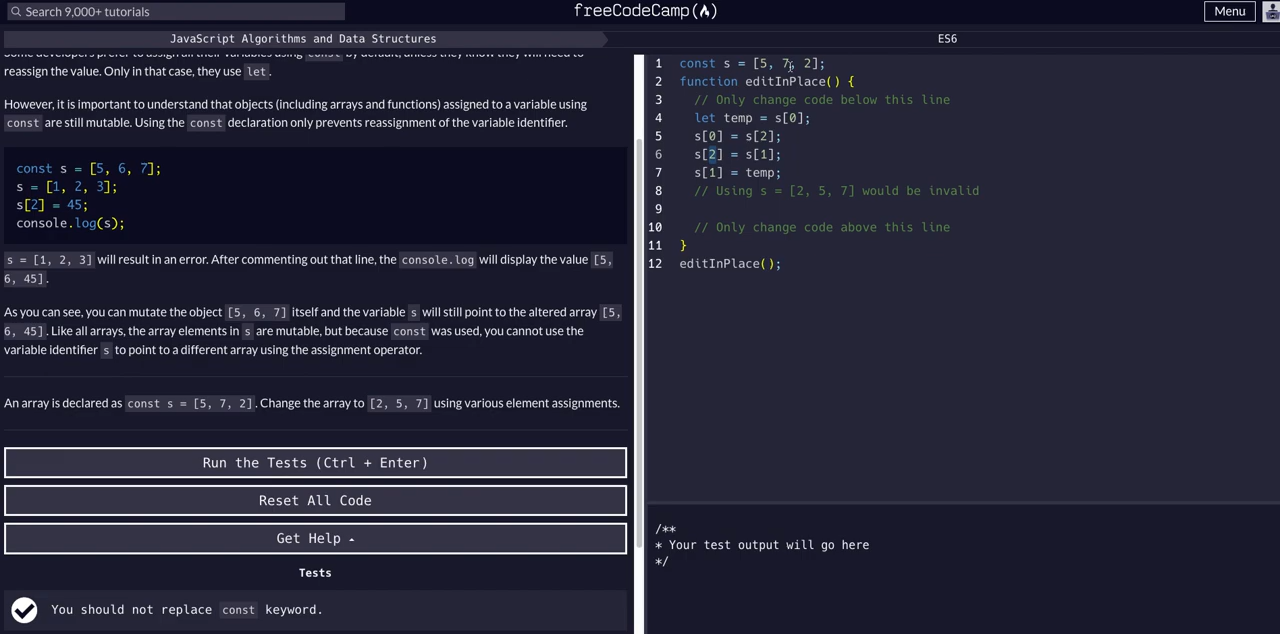 Search 9,000+ tutorials
freeCodeCamp
Menu
JavaScript Algorithms and Data Structures
ES6
Some developers prefer to assign all their variables using const by default, unless they know they will need to
reassign the value. Only in that case, they use let.
However, it is important to understand that objects (including arrays and functions) assigned to a variable using
const are still mutable. Using the const declaration only prevents reassignment of the variable identifier.
const s = [5, 6, 7];
s = [1, 2, 3];
s[2] = 45;
console.log(s);
s = [1, 2, 3] will result in an error. After commenting out that line, the console.log will display the value [5,
6, 45].
As you can see, you can mutate the object [5, 6, 7] itself and the variable s will still point to the altered array [5,
6, 45]. Like all arrays, the array elements in s are mutable, but because const was used, you cannot use the
variable identifier s to point to a different array using the assignment operator.
An array is declared as const s = [5, 7, 2]. Change the array to [2, 5, 7] using various element assignments.
Run the Tests (Ctrl + Enter)
Reset All Code
Get Help
Tests
You should not replace const keyword.
1 const s = [5, 7, 2];
2 function editInPlace() {
3 // Only change code below this line
4 let temp = s[0];
5 s[0] = s[2];
6 s[2] = s[1];
7 s[1] = temp;
8 // Using s = [2, 5, 7] would be invalid
9
10 // Only change code above this line
11 }
12 editInPlace();
/**
* Your test output will go here
*/